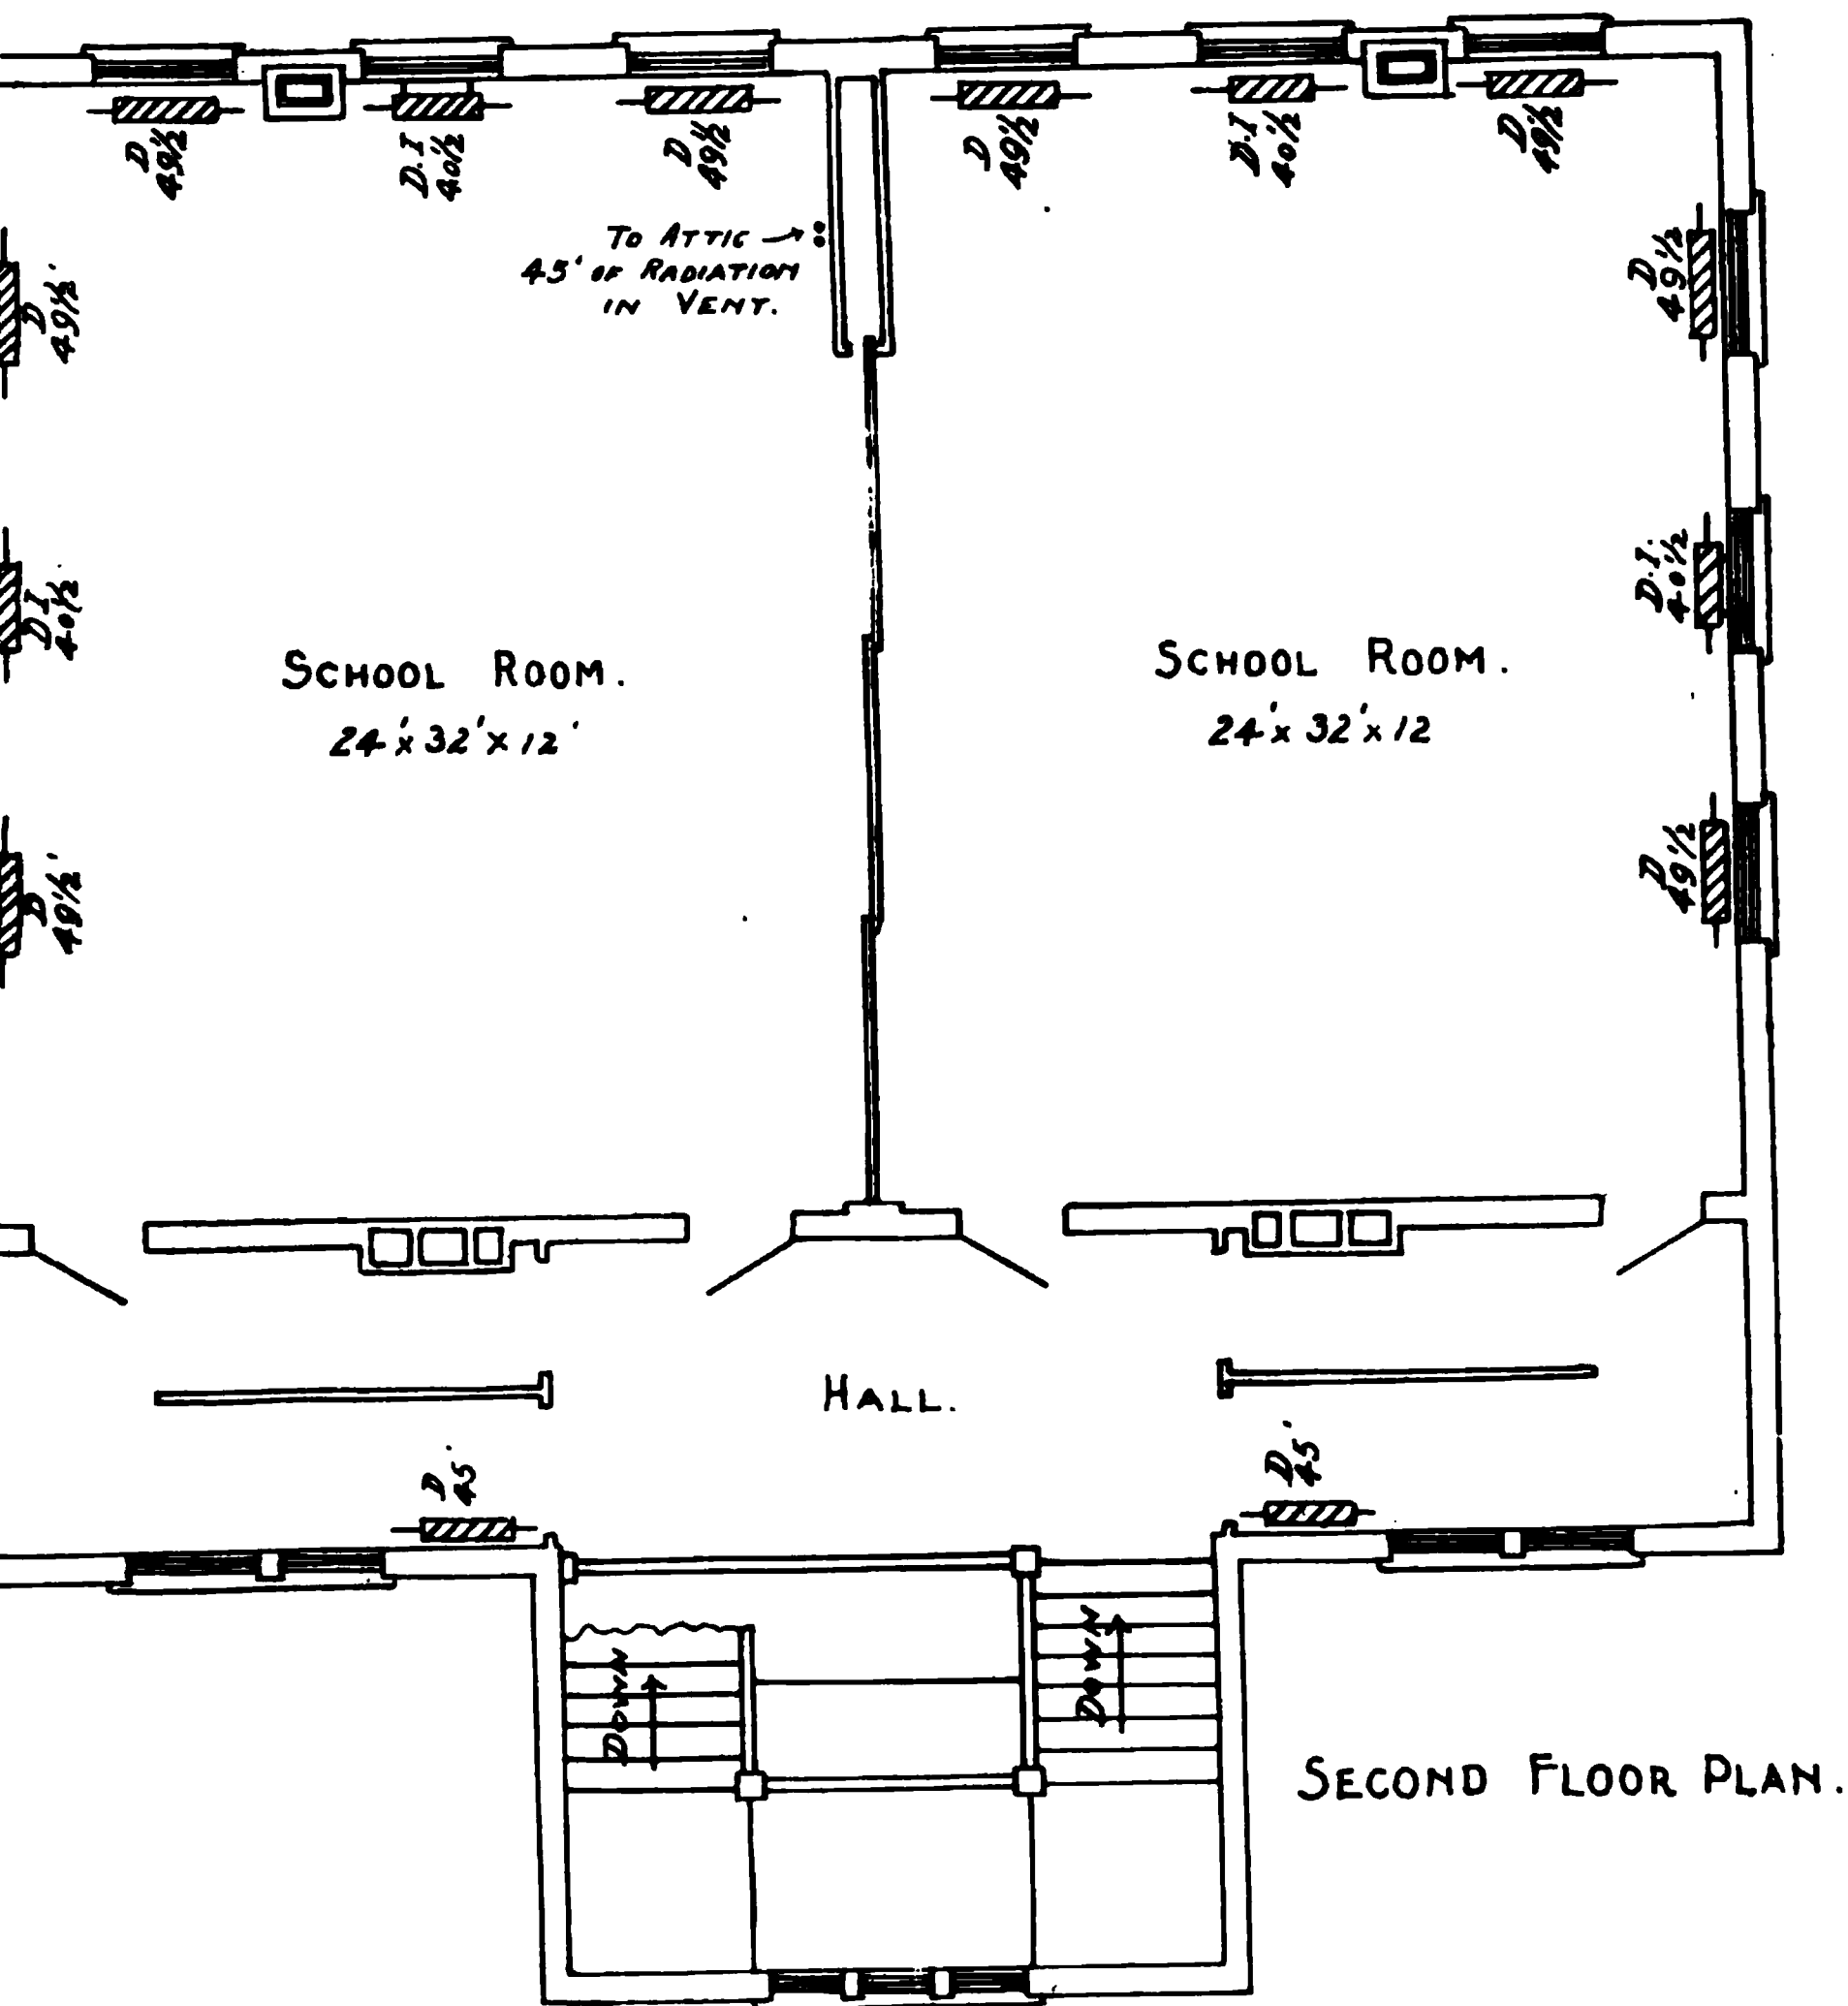 D
49½
D.I
40½
D
49½
D
49½
D.I
40½
D
49½
TO ATTIC
45' OF RADIATION
IN VENT.
D
49½'
D
49½
D.I
40½
D.I.
40½
SCHOOL ROOM.
24'x 32'x 12'
SCHOOL ROOM.
24'x 32'x 12
D
49½'
D
49½
HALL.
D
45'
D
45'
DOWN
DOWN
SECOND FLOOR PLAN.